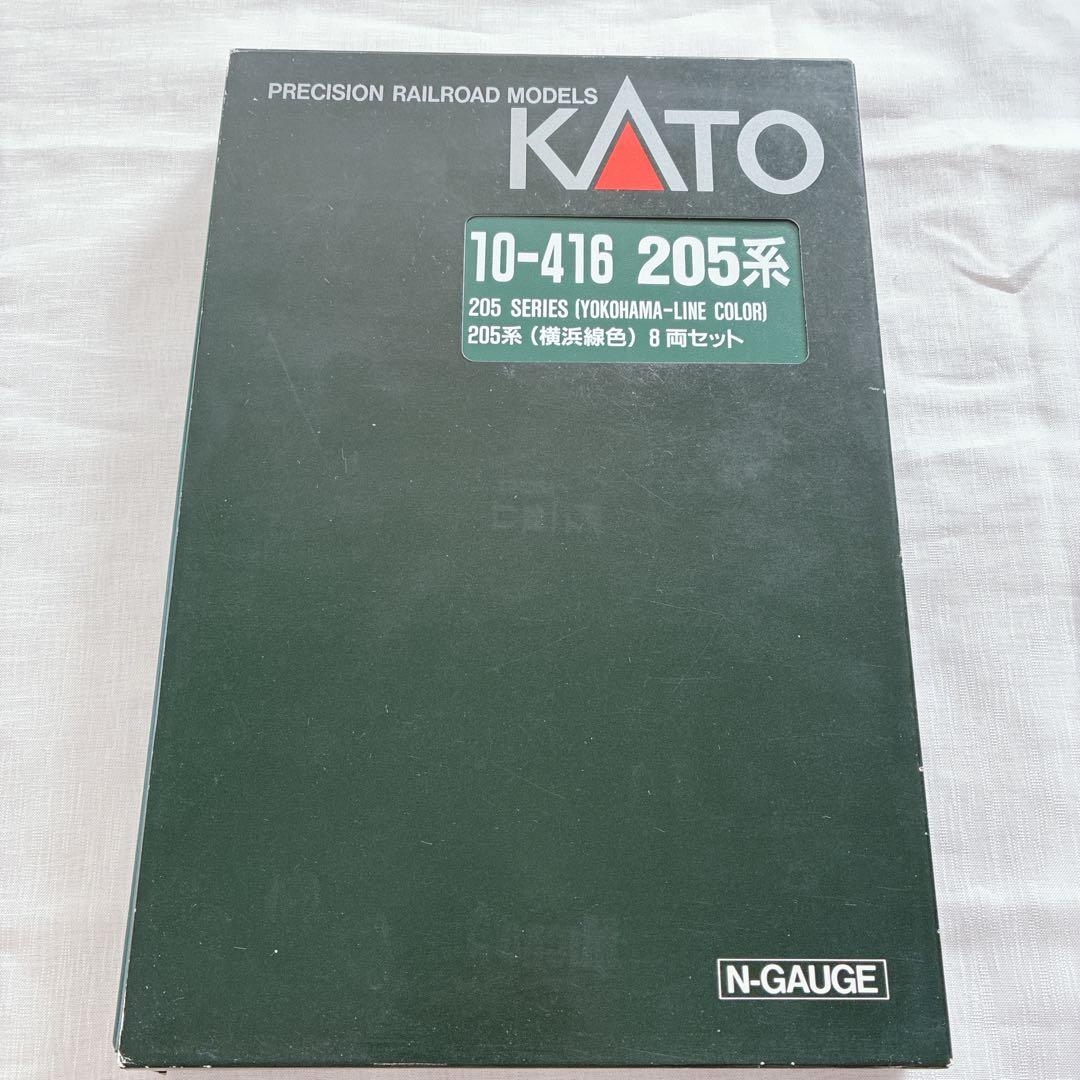 PRECISION RAILROAD MODELS
KATO
10-416 205系
205 SERIES (YOKOHAMA-LINE COLOR)
205系(横浜線色) 8両セット
N-GAUGE